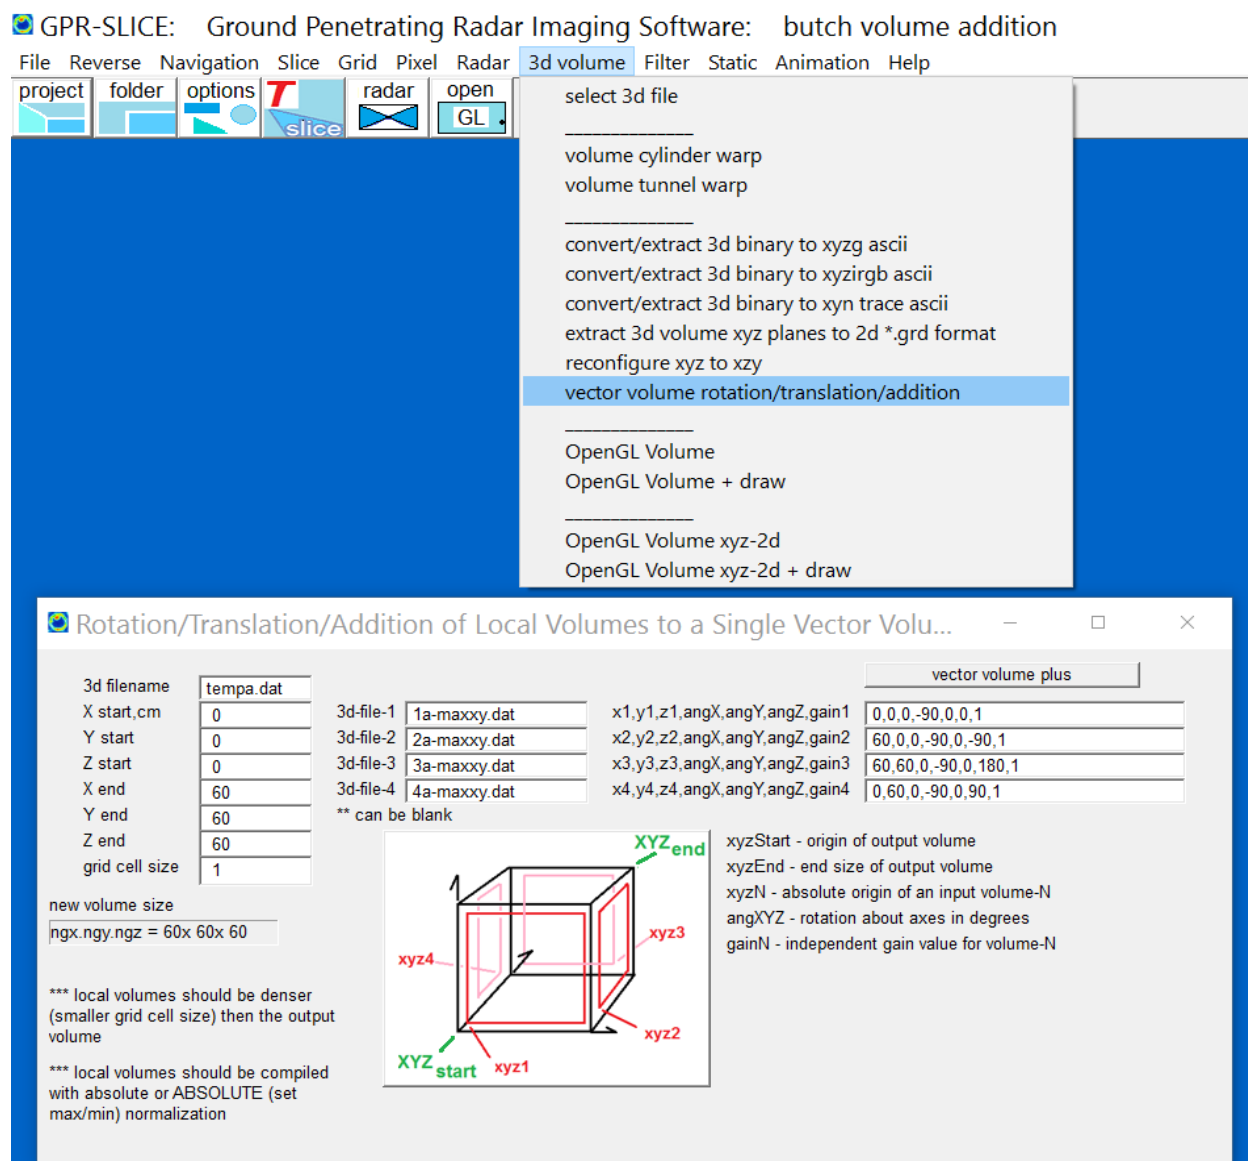 GPR-SLICE: Ground Penetrating Radar Imaging Software: butch volume addition
File Reverse Navigation Slice Grid Pixel Radar 3d volume Filter Static Animation Help
project folder options T slice radar open GL
select 3d file
volume cylinder warp
volume tunnel warp
convert/extract 3d binary to xyzg ascii
convert/extract 3d binary to xyzirgb ascii
convert/extract 3d binary to xyn trace ascii
extract 3d volume xyz planes to 2d *.grd format
reconfigure xyz to xzy
vector volume rotation/translation/addition
OpenGL Volume
OpenGL Volume + draw
OpenGL Volume xyz-2d
OpenGL Volume xyz-2d + draw
Rotation/Translation/Addition of Local Volumes to a Single Vector Volu...
vector volume plus
3d filename tempa.dat
X start,cm 0 3d-file-1 1a-maxxy.dat x1,y1,z1,angX,angY,angZ,gain1 0,0,0,-90,0,0,1
Y start 0 3d-file-2 2a-maxxy.dat x2,y2,z2,angX,angY,angZ,gain2 60,0,0,-90,0,-90,1
Z start 0 3d-file-3 3a-maxxy.dat x3,y3,z3,angX,angY,angZ,gain3 60,60,0,-90,0,180,1
X end 60 3d-file-4 4a-maxxy.dat x4,y4,z4,angX,angY,angZ,gain4 0,60,0,-90,0,90,1
Y end 60 ** can be blank
Z end 60
grid cell size 1
new volume size
ngx.ngy.ngz = 60x 60x 60
*** local volumes should be denser
(smaller grid cell size) then the output
volume
*** local volumes should be compiled
with absolute or ABSOLUTE (set
max/min) normalization
XYZ end
xyz3
xyz4
xyz2
XYZ start xyz1
xyzStart - origin of output volume
xyzEnd - end size of output volume
xyzN - absolute origin of an input volume-N
angXYZ - rotation about axes in degrees
gainN - independent gain value for volume-N